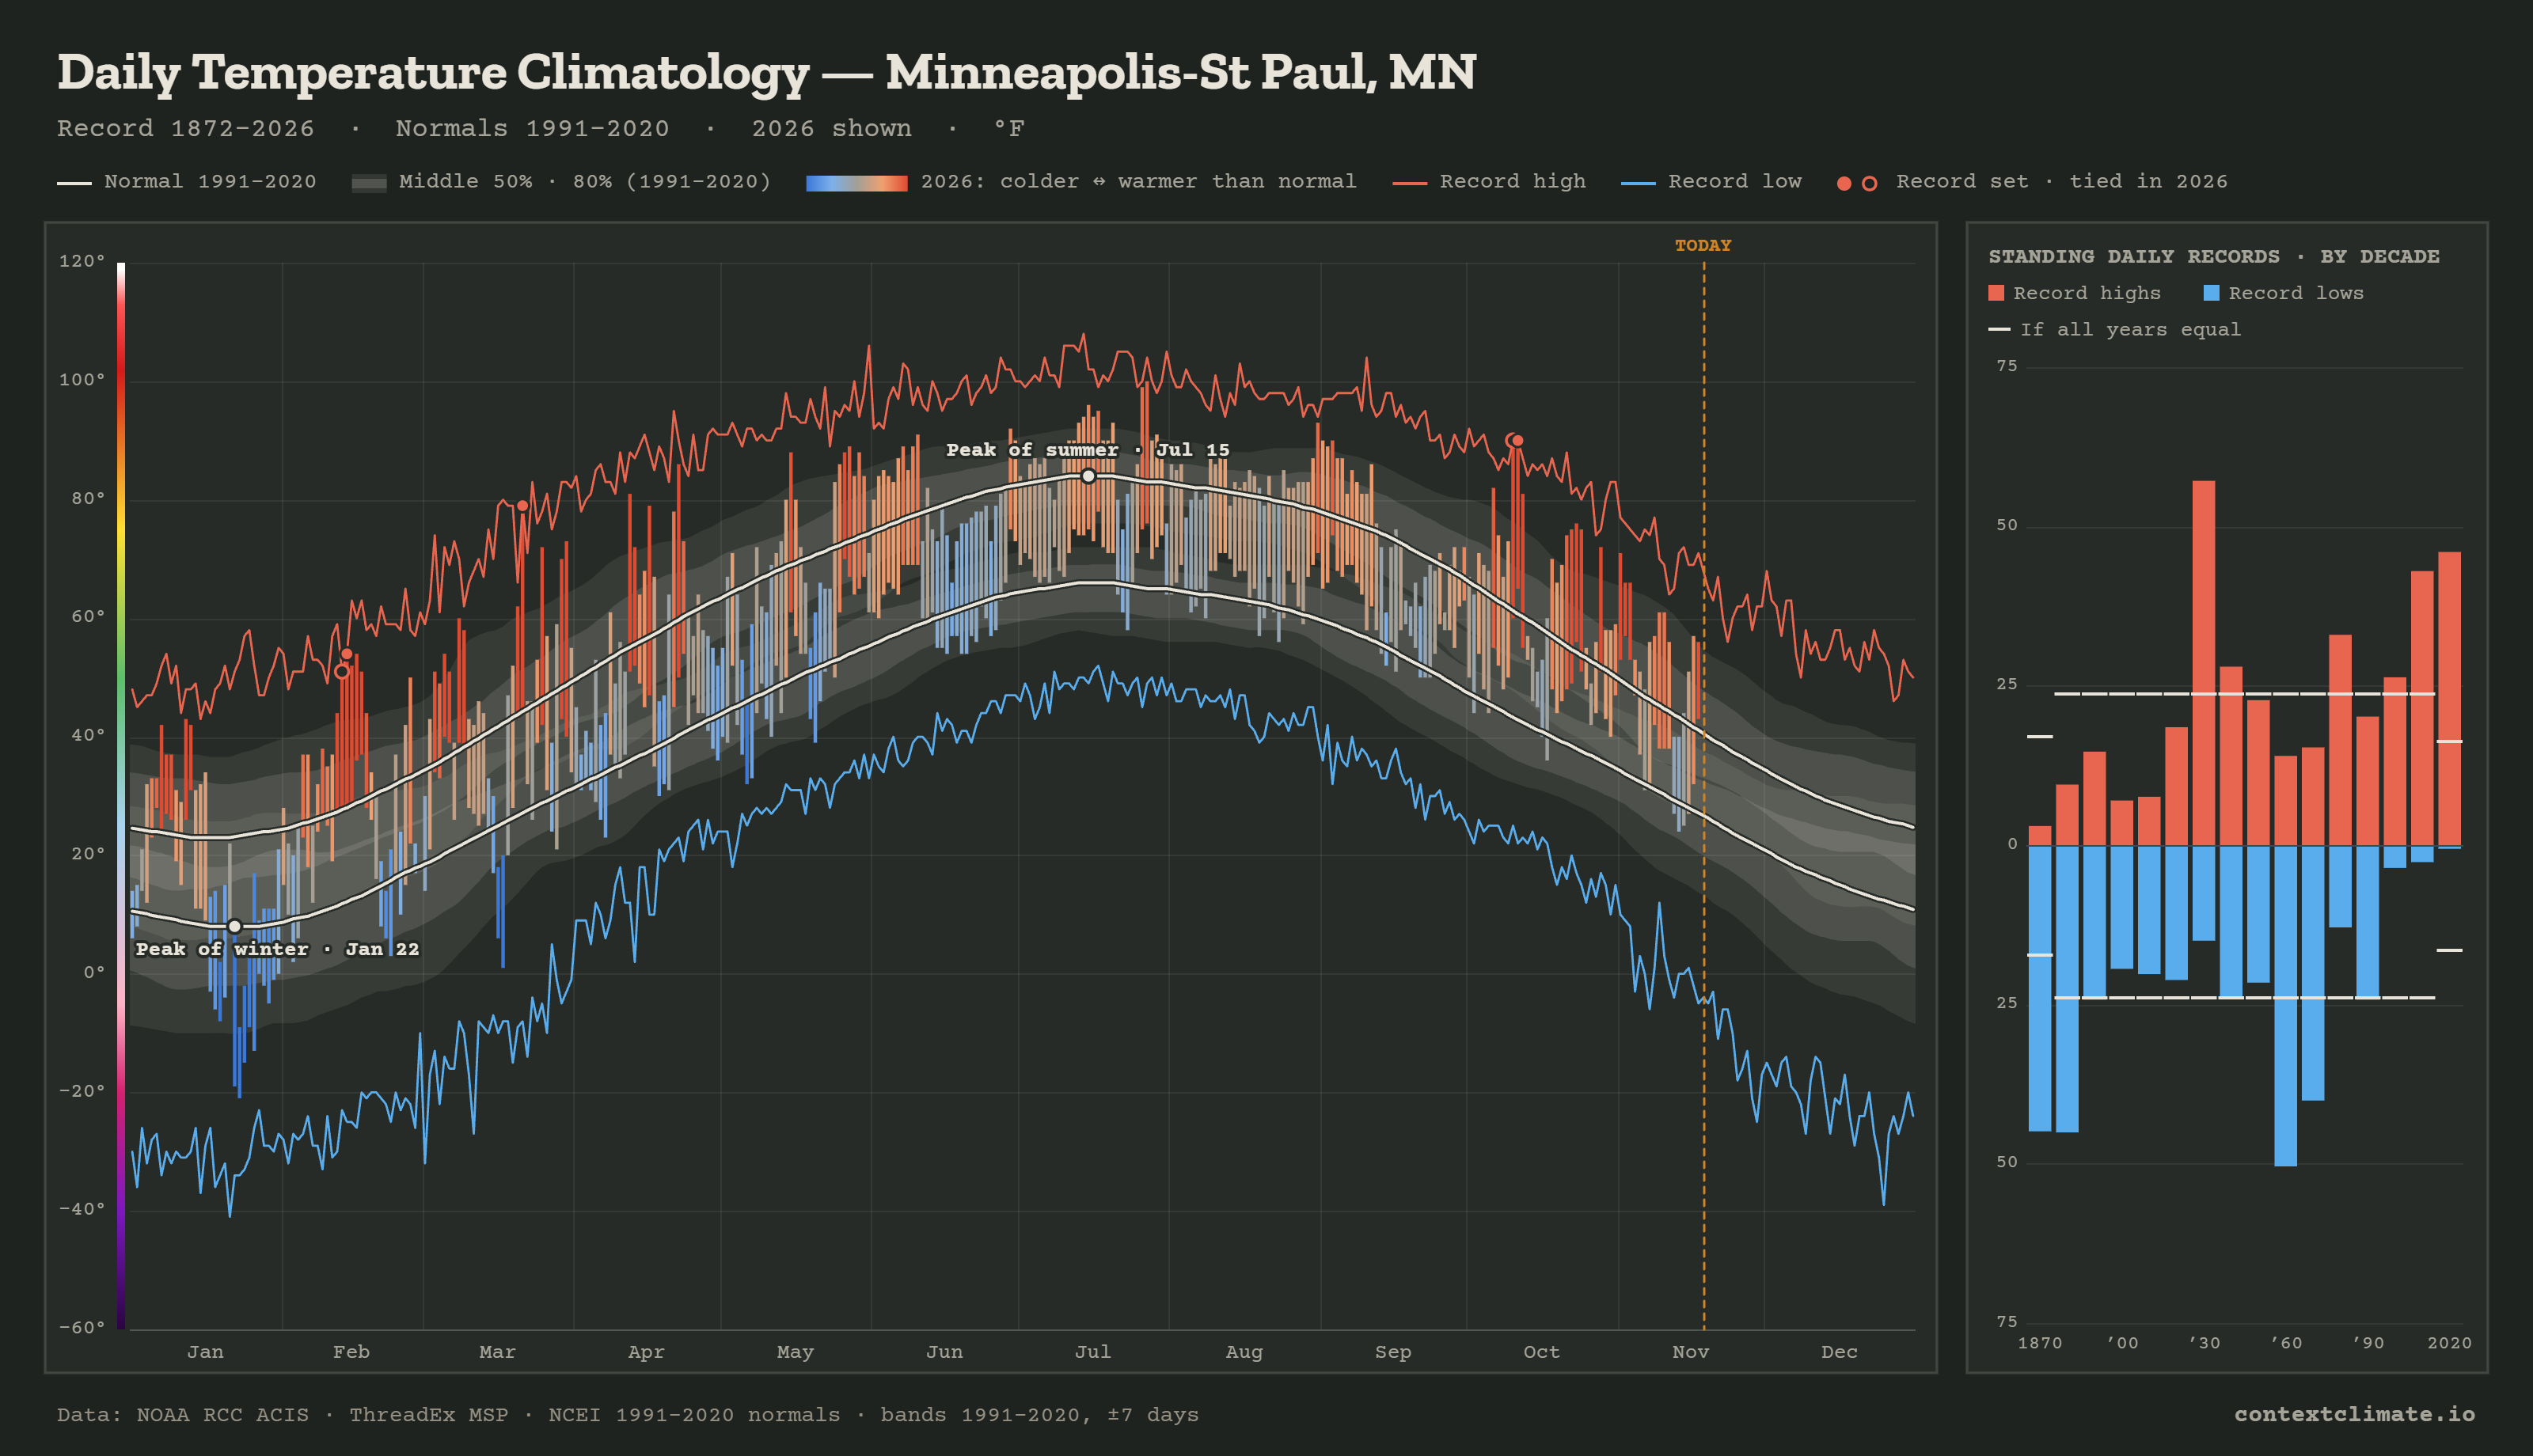 Daily Temperature Climatology — Minneapolis-St Paul, MN
Record 1872–2026 · Normals 1991–2020 · 2026 shown · °F
Normal 1991–2020
Middle 50% · 80% (1991–2020)
2026: colder ↔ warmer than normal
Record high
Record low
Record set · tied in 2026
TODAY
120°
100°
80°
60°
40°
20°
0°
−20°
−40°
−60°
Peak of summer · Jul 15
Peak of winter · Jan 22
Jan Feb Mar Apr May Jun Jul Aug Sep Oct Nov Dec
STANDING DAILY RECORDS · BY DECADE
Record highs
Record lows
If all years equal
75
50
25
0
25
50
75
1870 ’00 ’30 ’60 ’90 2020
Data: NOAA RCC ACIS · ThreadEx MSP · NCEI 1991–2020 normals · bands 1991–2020, ±7 days
contextclimate.io